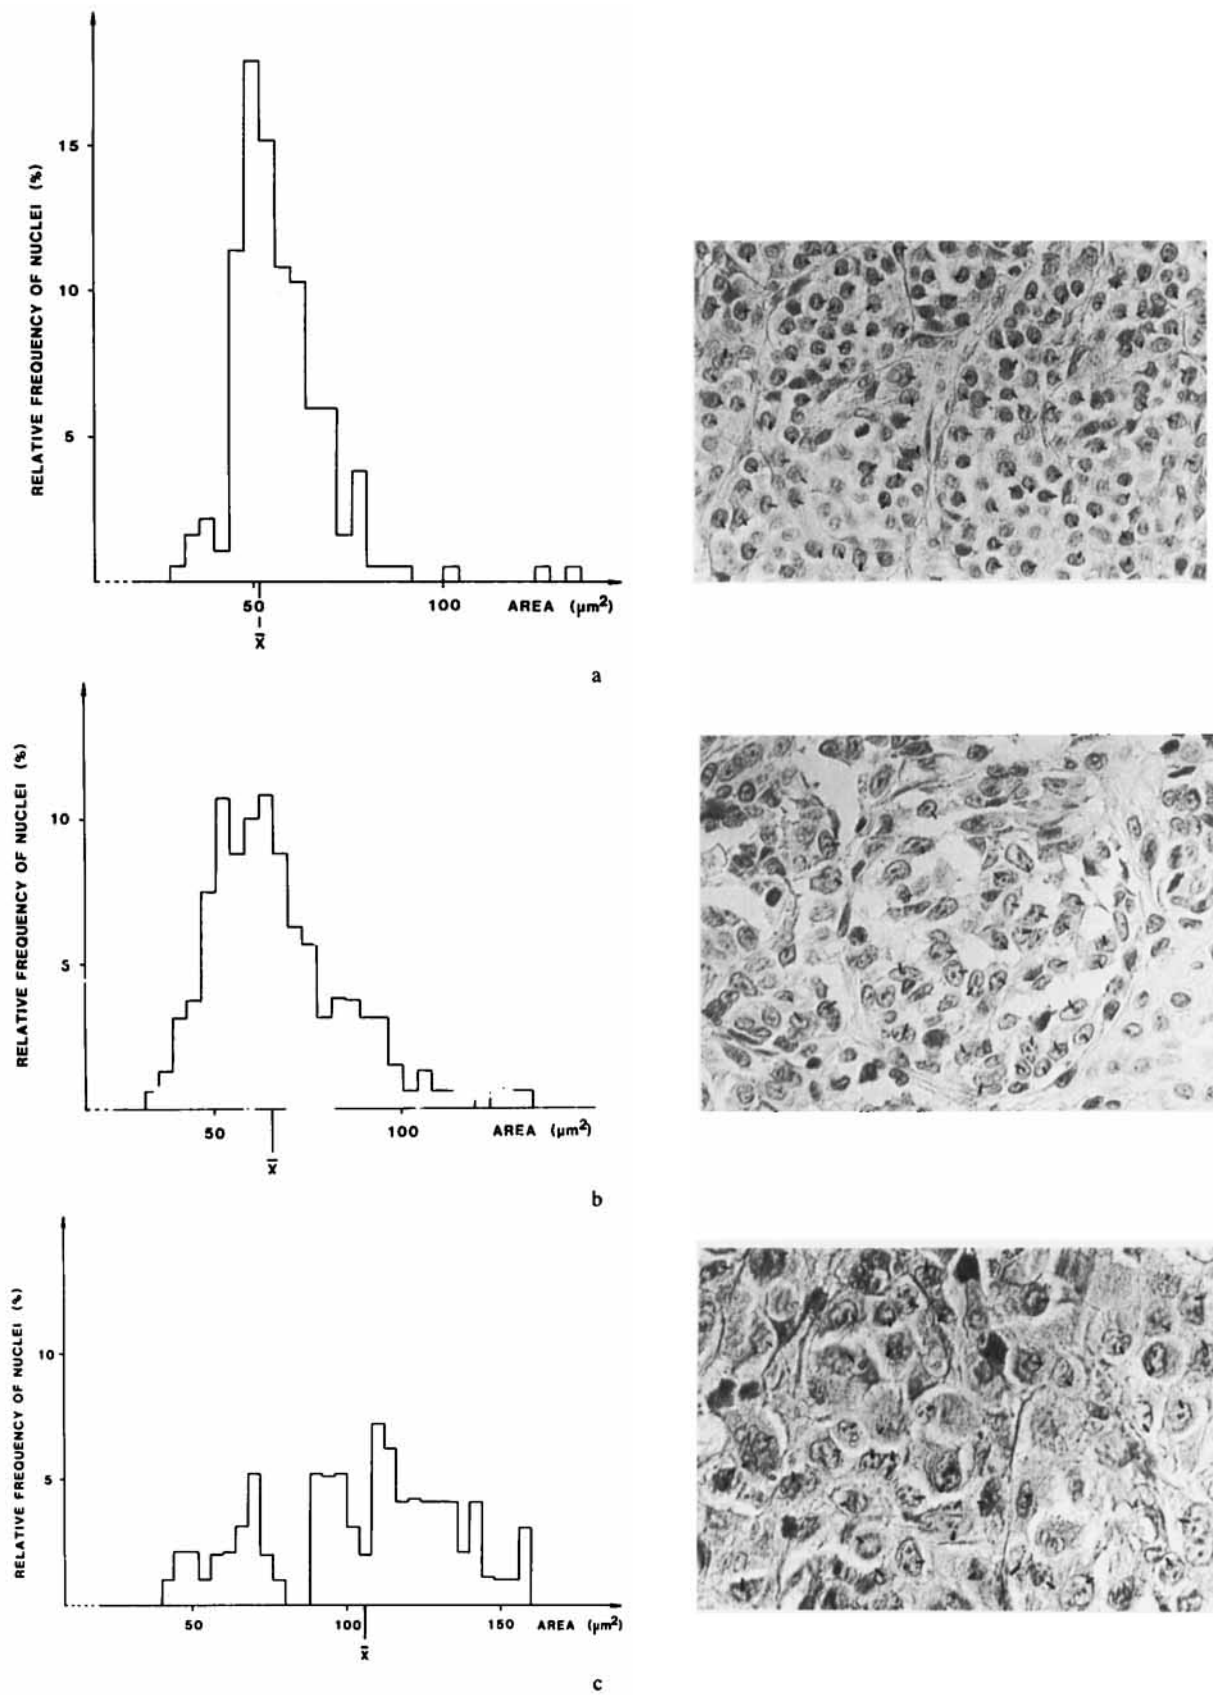 RELATIVE FREQUENCY OF NUCLEI (%)
15
10
5
50
100
AREA (μm²)
x̄
a
RELATIVE FREQUENCY OF NUCLEI (%)
10
5
50
100
AREA (μm²)
x̄
b
RELATIVE FREQUENCY OF NUCLEI (%)
10
5
50
100
150
AREA (μm²)
x̄
c